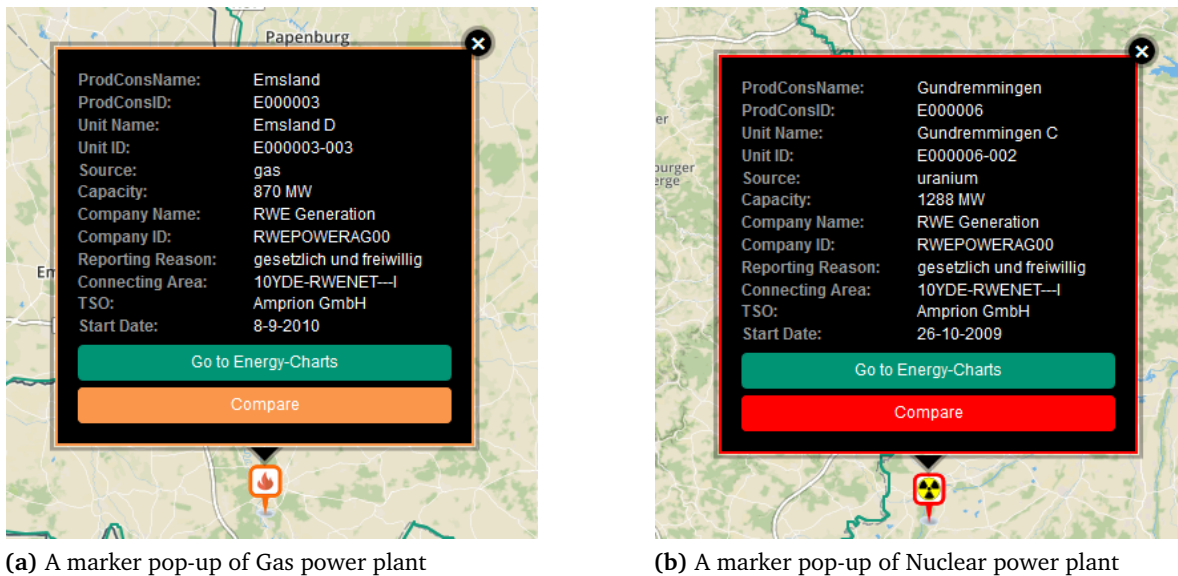 Papenburg
ProdConsName: Emsland
ProdConsID: E000003
Unit Name: Emsland D
Unit ID: E000003-003
Source: gas
Capacity: 870 MW
Company Name: RWE Generation
Company ID: RWEPOWERAG00
Reporting Reason: gesetzlich und freiwillig
Connecting Area: 10YDE-RWENET---I
TSO: Amprion GmbH
Start Date: 8-9-2010
Go to Energy-Charts
Compare
Em
(a) A marker pop-up of Gas power plant
ProdConsName: Gundremmingen
ProdConsID: E000006
Unit Name: Gundremmingen C
Unit ID: E000006-002
Source: uranium
Capacity: 1288 MW
Company Name: RWE Generation
Company ID: RWEPOWERAG00
Reporting Reason: gesetzlich und freiwillig
Connecting Area: 10YDE-RWENET---I
TSO: Amprion GmbH
Start Date: 26-10-2009
Go to Energy-Charts
Compare
er
burger
erge
(b) A marker pop-up of Nuclear power plant